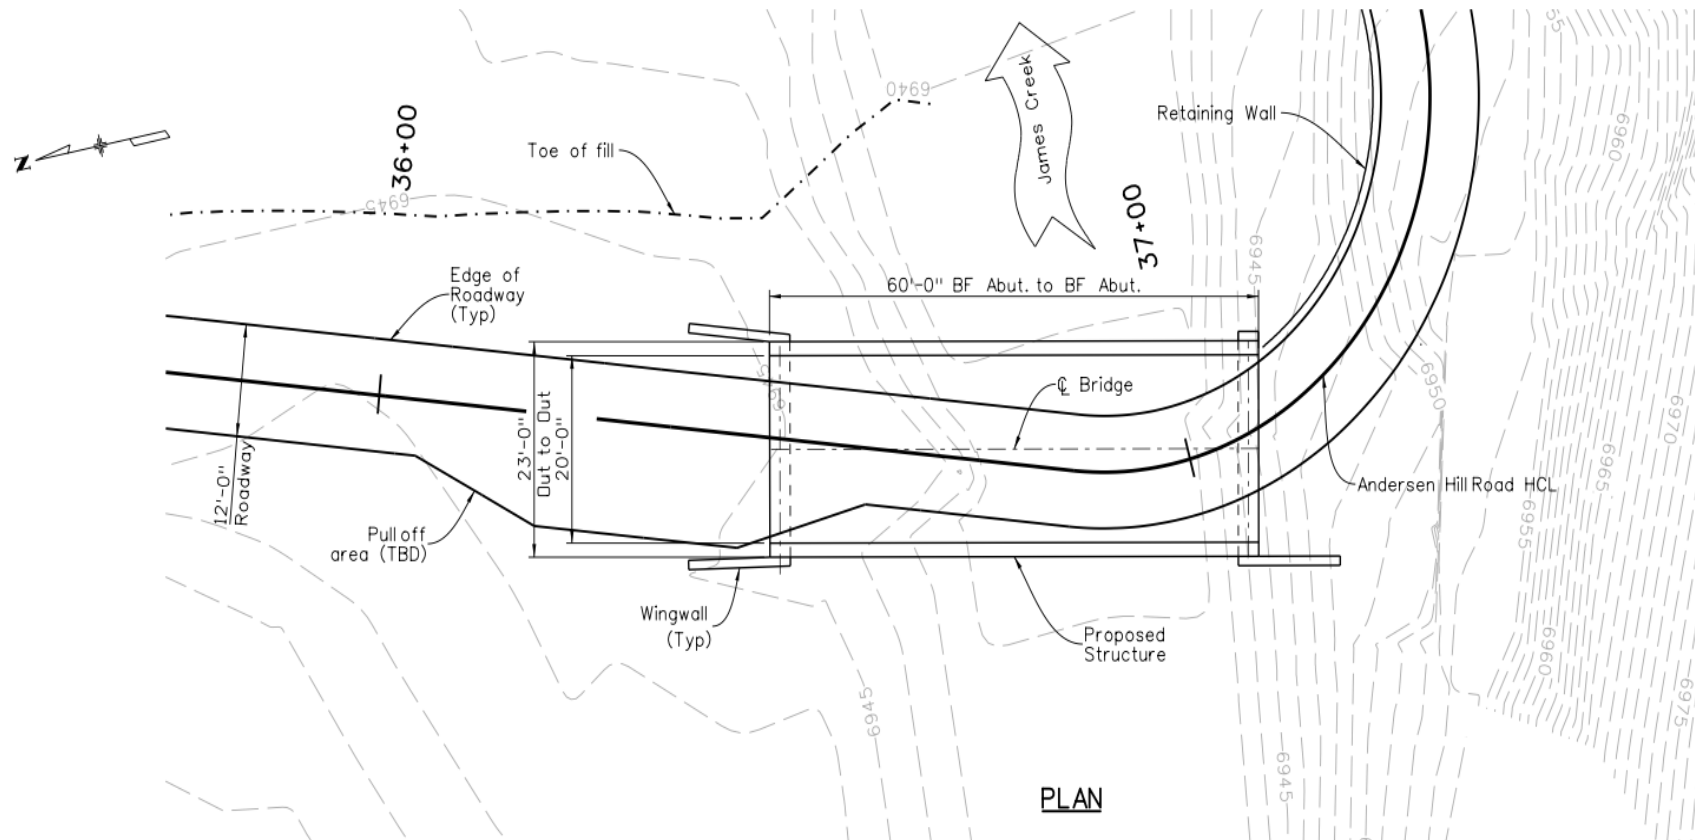 N
36+00
Toe of fill
6940
James Creek
Retaining Wall
6955
6960
6945
37+00
6945
Edge of
Roadway
(Typ)
60'-0" BF Abut. to BF Abut.
12'-0"
Roadway
23'-0"
Out to Out
20'-0"
6945
℄ Bridge
6950
6970
6965
Andersen Hill Road HCL
6955
Pull off
area (TBD)
Wingwall
(Typ)
Proposed
Structure
6960
6945
6975
6945
PLAN